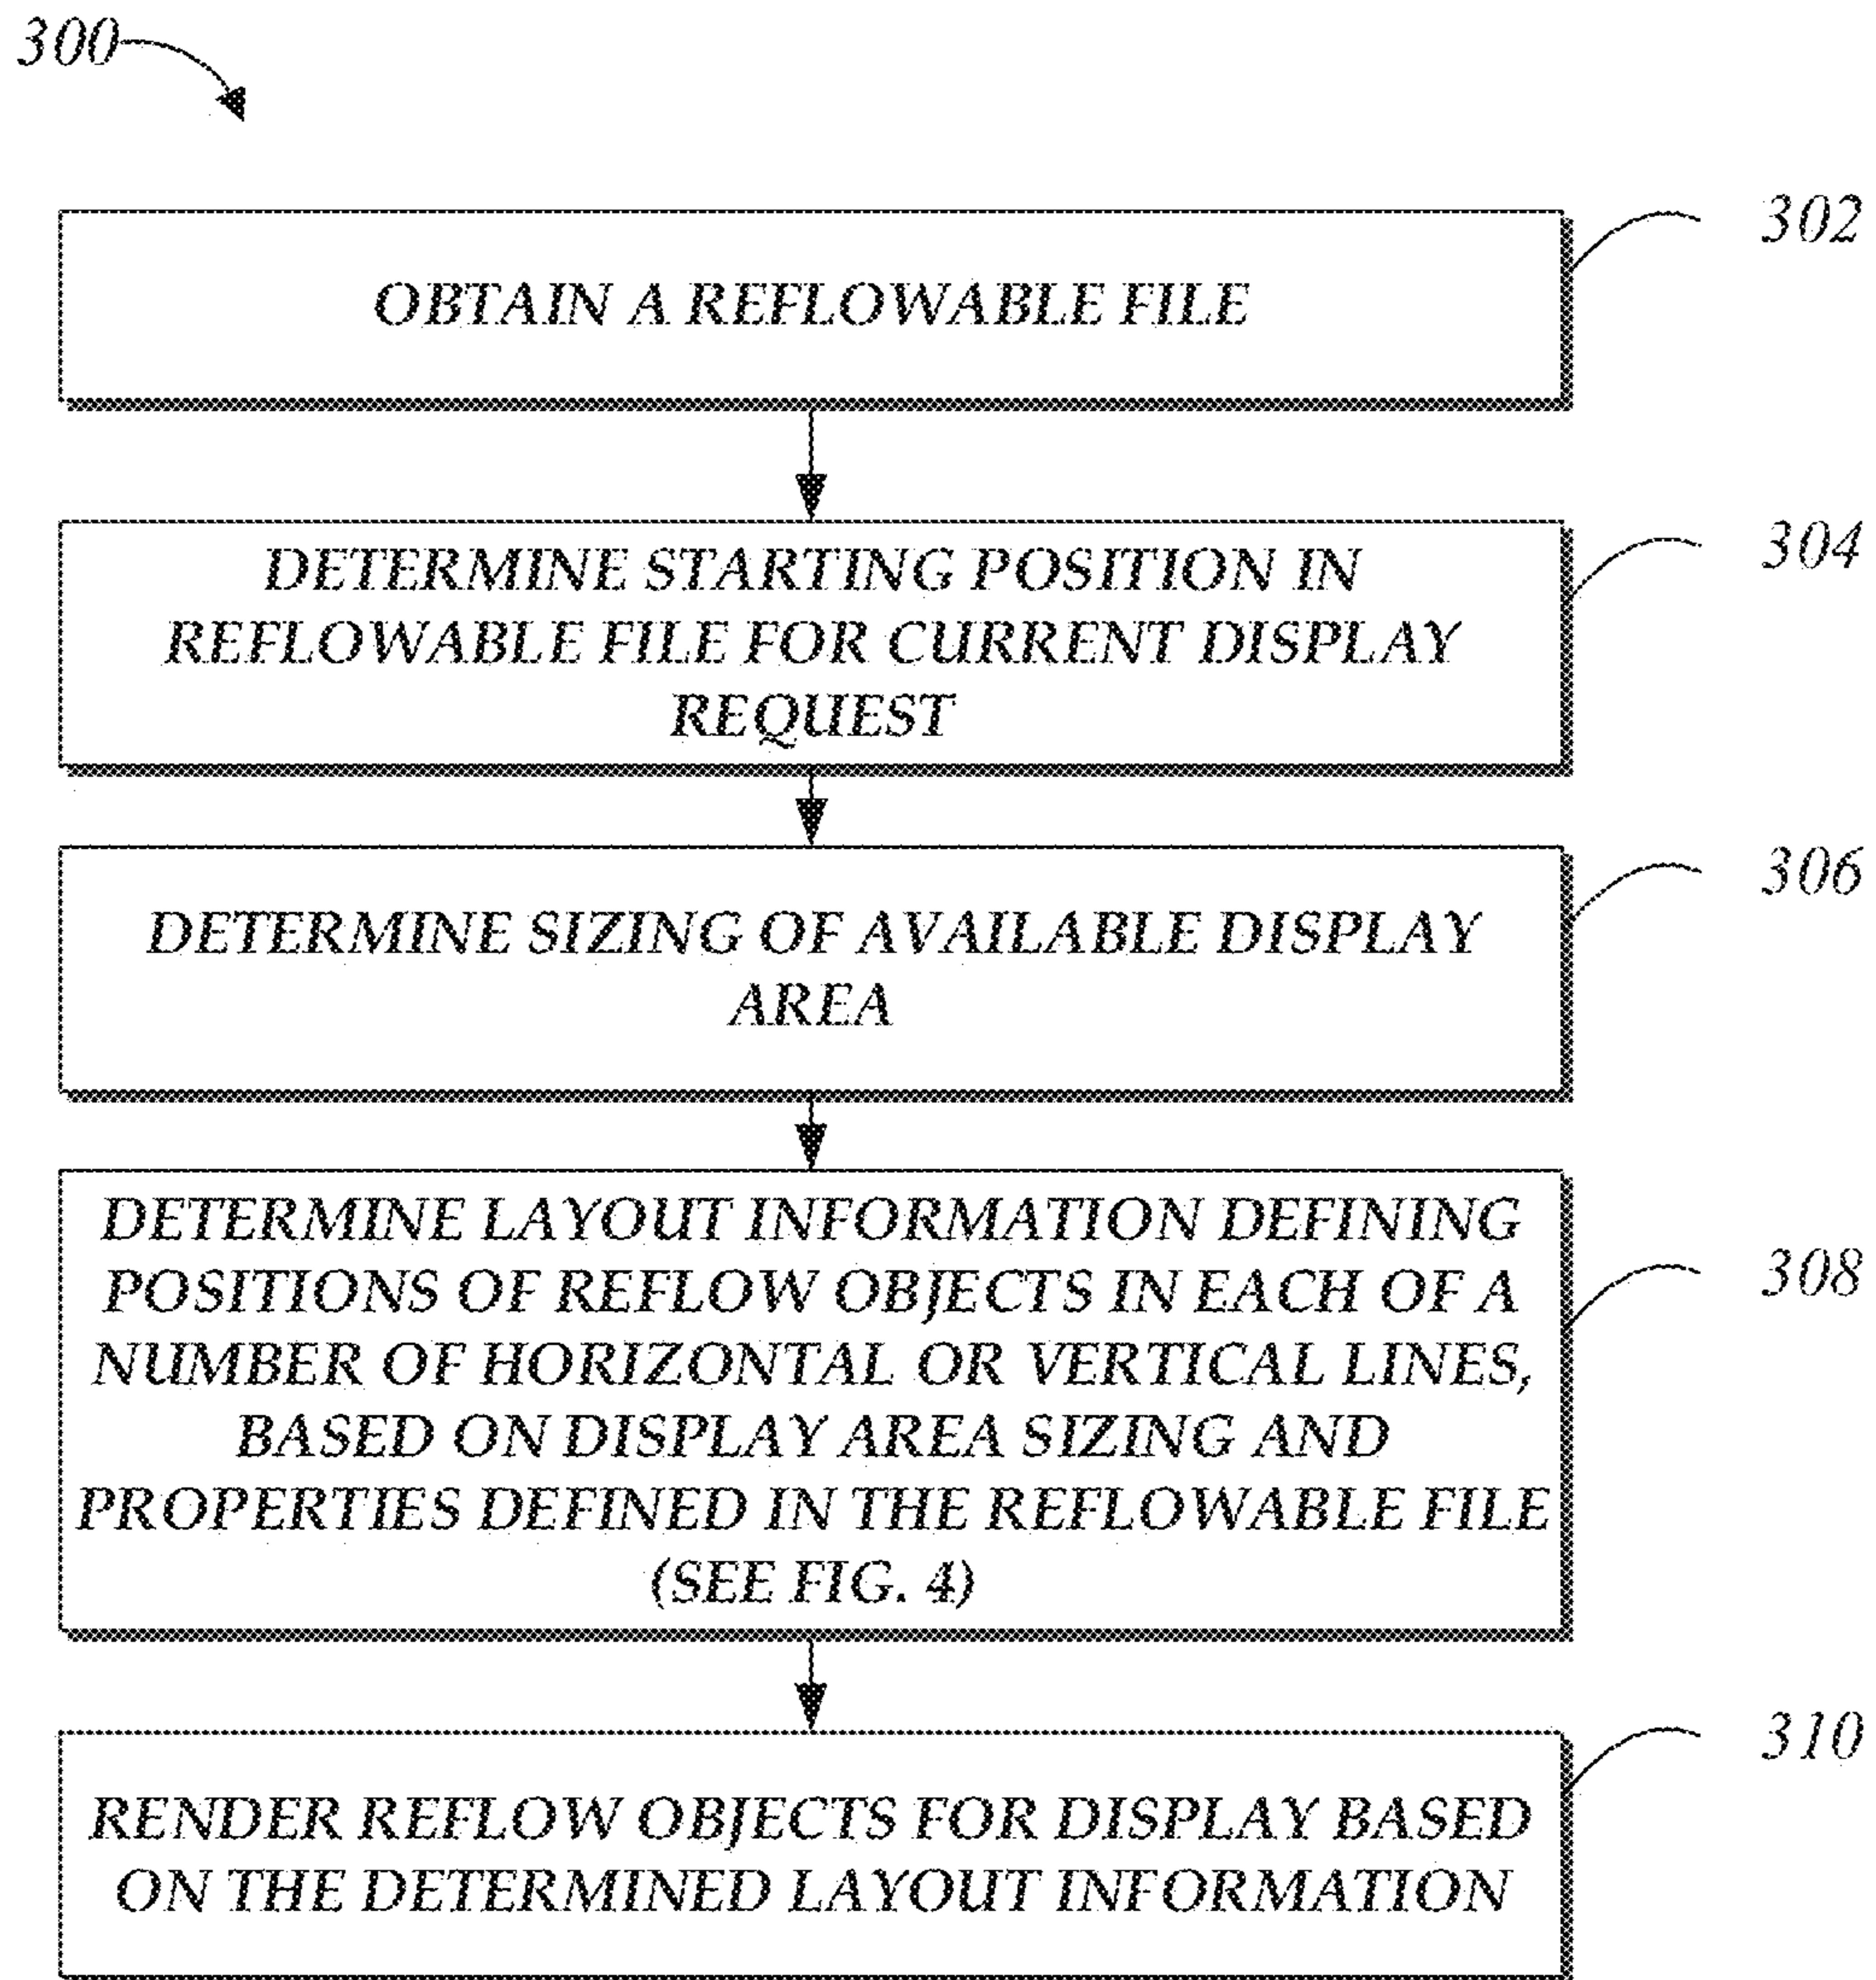 300
302
OBTAIN A REFLOWABLE FILE
304
DETERMINE STARTING POSITION IN
REFLOWABLE FILE FOR CURRENT DISPLAY
REQUEST
306
DETERMINE SIZING OF AVAILABLE DISPLAY
AREA
308
DETERMINE LAYOUT INFORMATION DEFINING
POSITIONS OF REFLOW OBJECTS IN EACH OF A
NUMBER OF HORIZONTAL OR VERTICAL LINES,
BASED ON DISPLAY AREA SIZING AND
PROPERTIES DEFINED IN THE REFLOWABLE FILE
(SEE FIG. 4)
310
RENDER REFLOW OBJECTS FOR DISPLAY BASED
ON THE DETERMINED LAYOUT INFORMATION